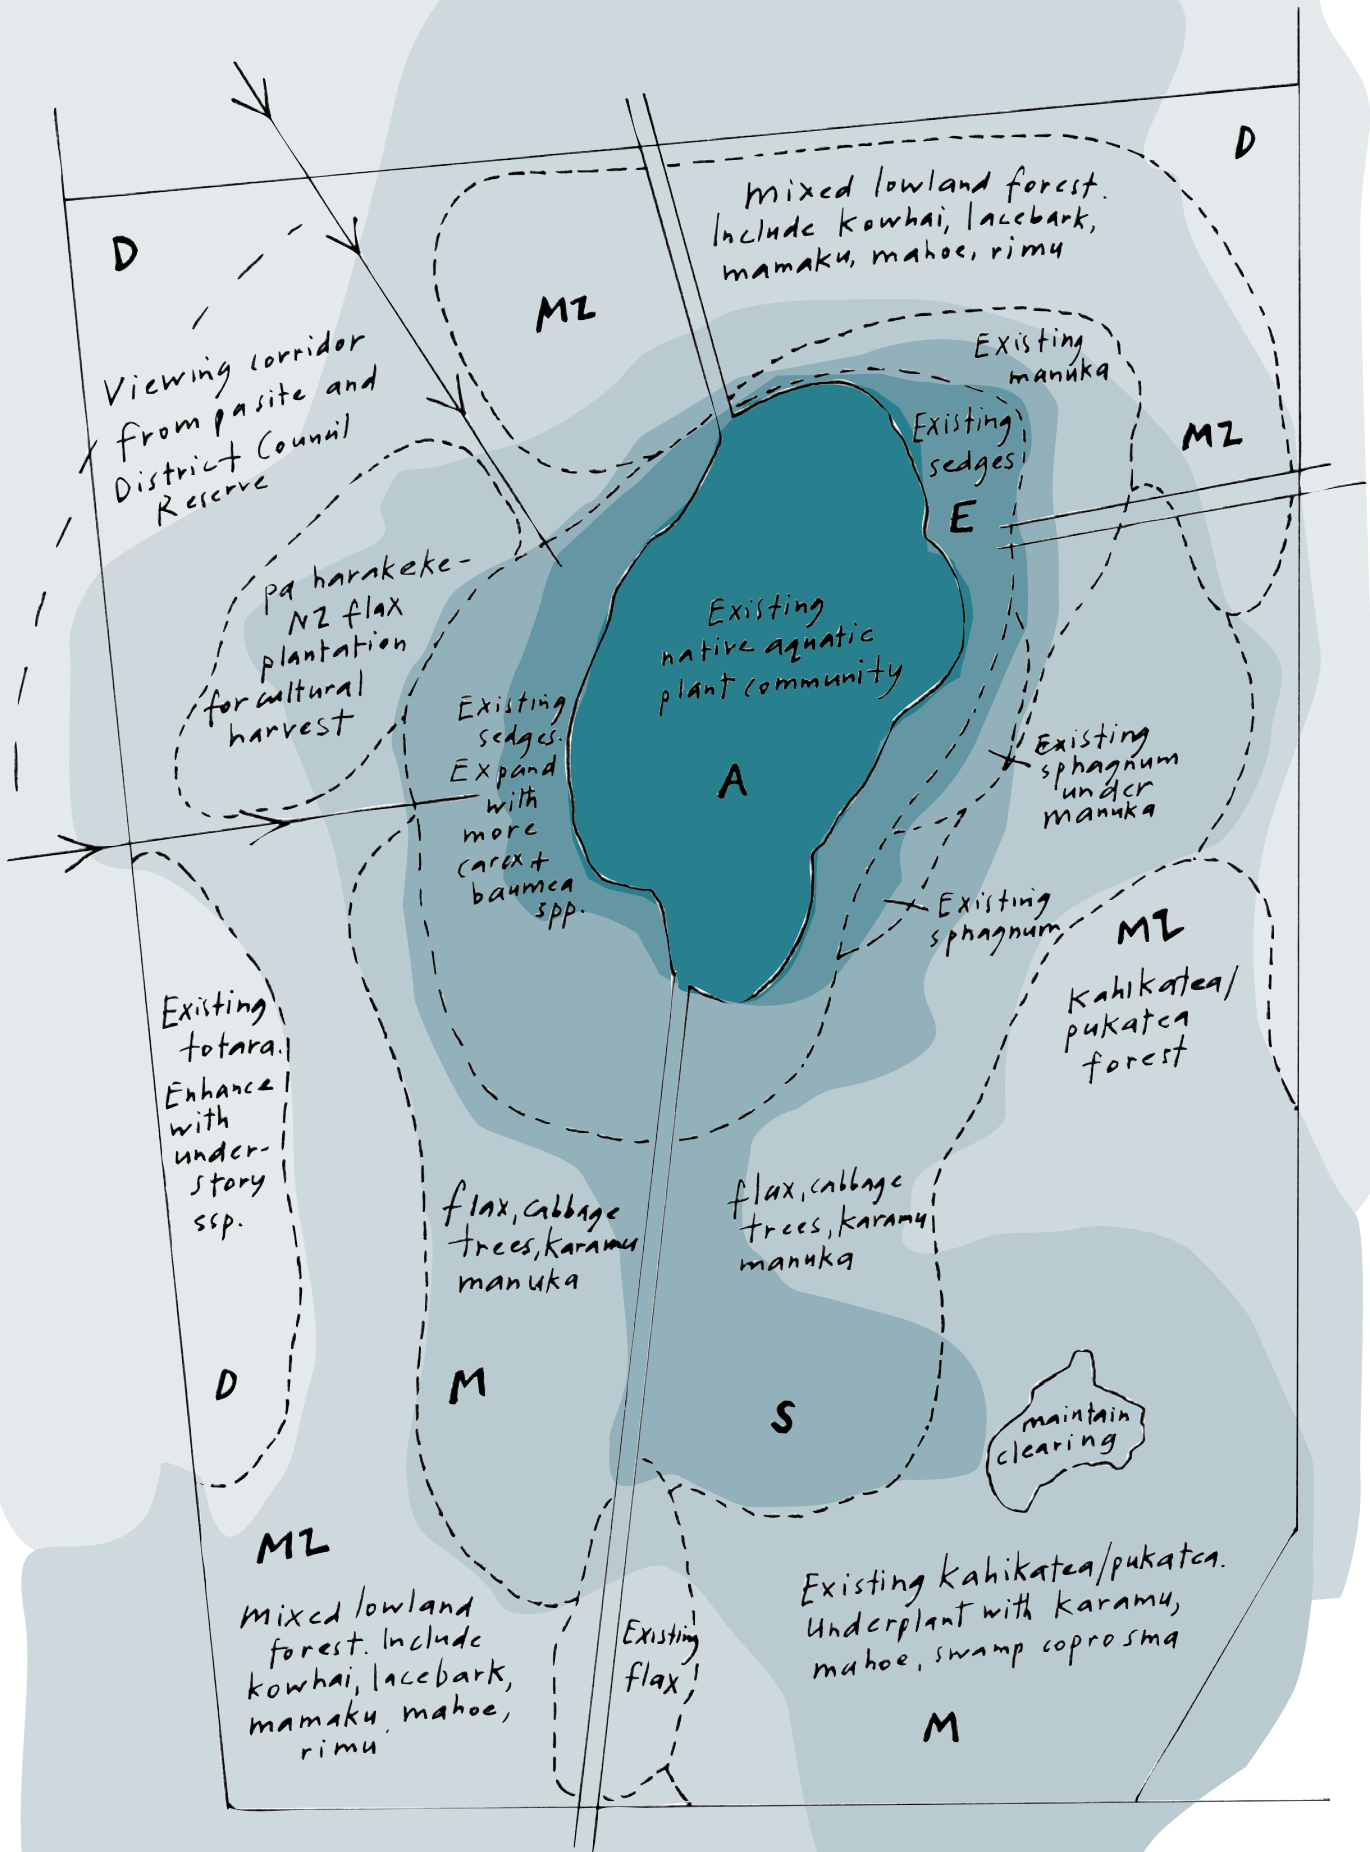 D
mixed lowland forest.
Include kowhai, lacebark,
mamaku, mahoe, rimu
D
MZ
Existing
manuka
Viewing corridor
from pa site and
District Council
Reserve
Existing
sedges
MZ
E
pa harakeke-
NZ flax
plantation
for cultural
harvest
Existing
native aquatic
plant community
A
Existing
sedges.
Expand
with
more
carex +
baumea
spp.
Existing
sphagnum
under
manuka
Existing
sphagnum
MZ
kahikatea/
pukatea
forest
Existing
totara.
Enhance
with
under-
story
ssp.
D
flax, cabbage
trees, karamu
manuka
M
flax, cabbage
trees, karamu
manuka
S
maintain
clearing
MZ
mixed lowland
forest. Include
kowhai, lacebark,
mamaku, mahoe,
rimu
Existing
flax
Existing kahikatea/pukatea.
Underplant with karamu,
mahoe, swamp coprosma
M